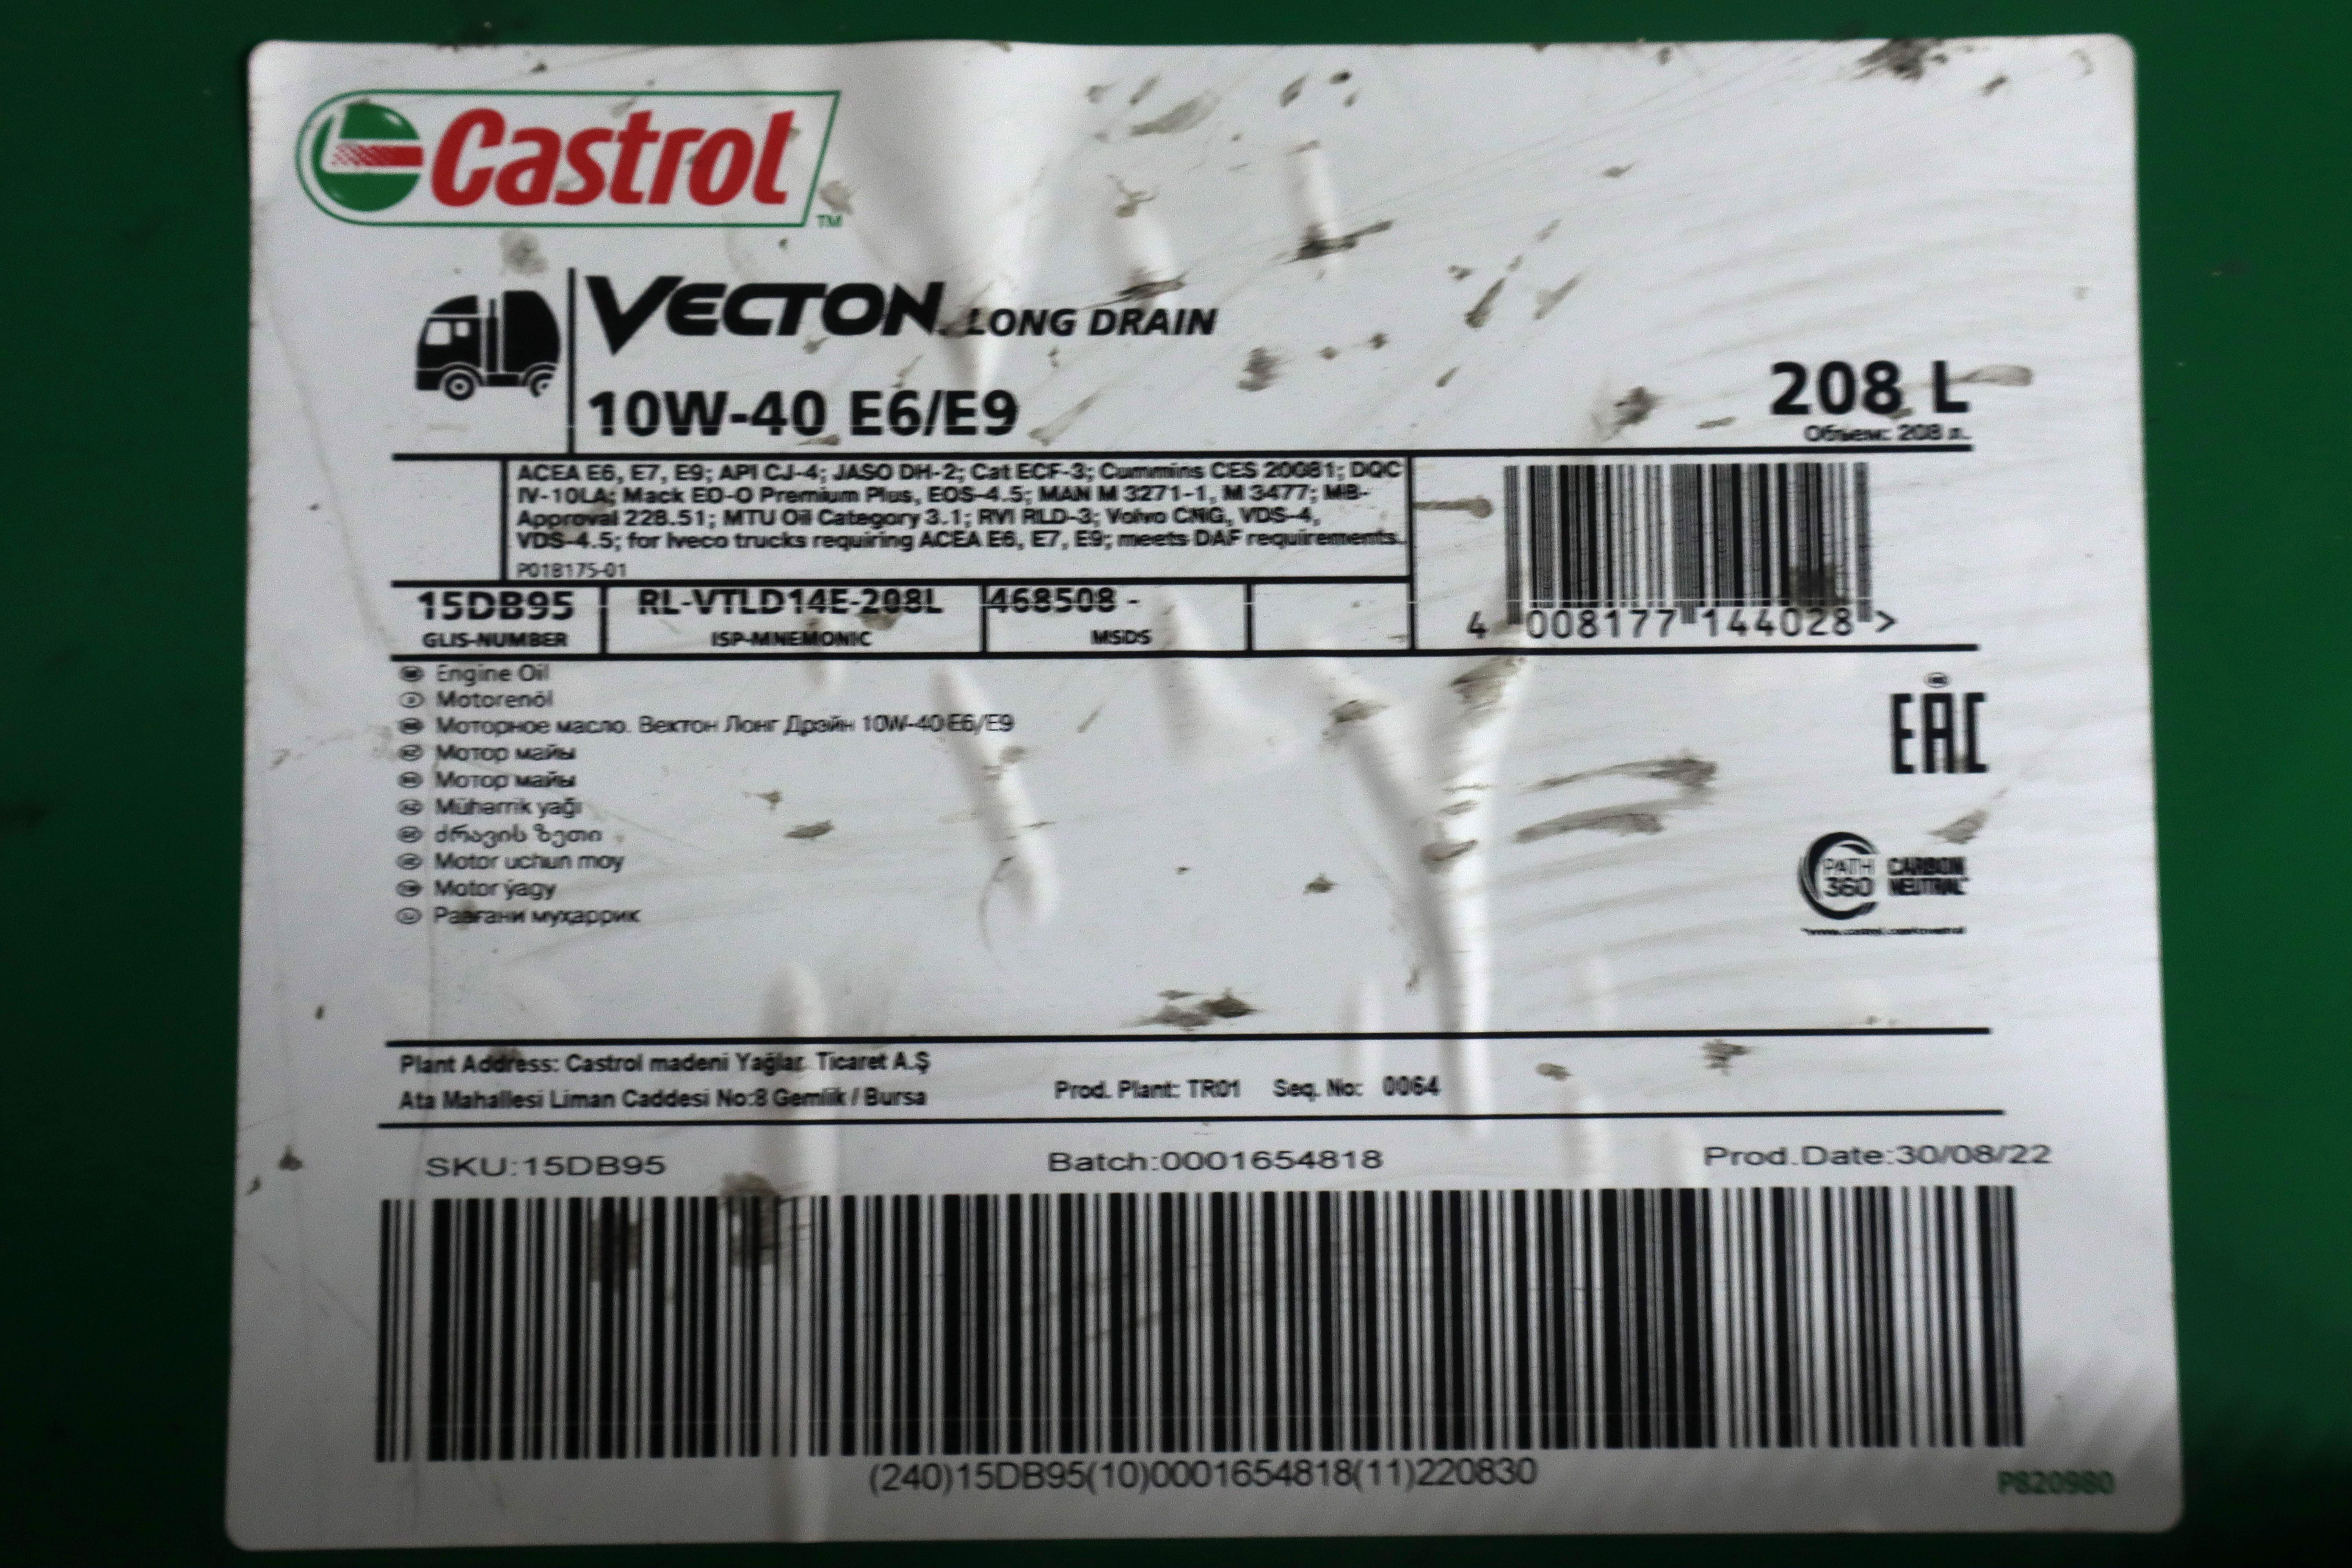 Castrol
TM
VECTON LONG DRAIN
10W-40 E6/E9
208 L
Объем: 208 л.
ACEA E6, E7, E9; API CJ-4; JASO DH-2; Cat ECF-3; Cummins CES 20081; DQC
IV-10LA; Mack EO-O Premium Plus, EOS-4.5; MAN M 3271-1, M 3477; MB-
Approval 228.51; MTU Oil Category 3.1; RVI RLD-3; Volvo CNG, VDS-4,
VDS-4.5; for Iveco trucks requiring ACEA E6, E7, E9; meets DAF requirements.
P018175-01
4 008177 144028 >
15DB95 RL-VTLD14E-208L 468508 -
GLIS-NUMBER ISP-MNEMONIC MSDS
Engine Oil
Motorenöl
Моторное масло. Вектон Лонг Дрэйн 10W-40 E6/E9
Мотор майы
Мотор майы
Mühərrik yağı
ძრავის ზეთი
Motor uchun moy
Motor ýagy
Равғани муҳаррик
EAC
PATH 360
CARBON
NEUTRAL*
Plant Address: Castrol madeni Yağlar Ticaret A.Ş
Ata Mahallesi Liman Caddesi No:8 Gemlik / Bursa
Prod. Plant: TR01 Seq. No: 0064
SKU:15DB95 Batch:0001654818 Prod.Date:30/08/22
(240)15DB95(10)0001654818(11)220830
P820980